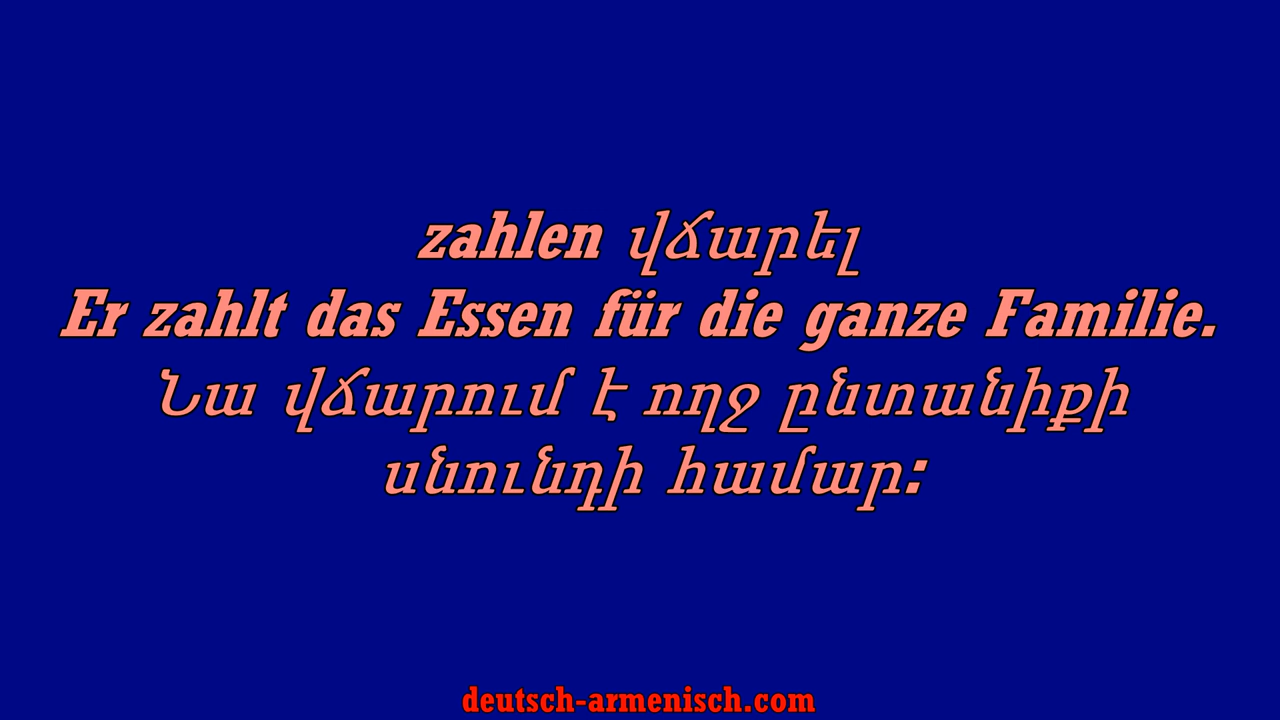 zahlen վճարել
Er zahlt das Essen für die ganze Familie.
Նա վճարում է ողջ ընտանիքի
սնունդի համար:
deutsch-armenisch.com